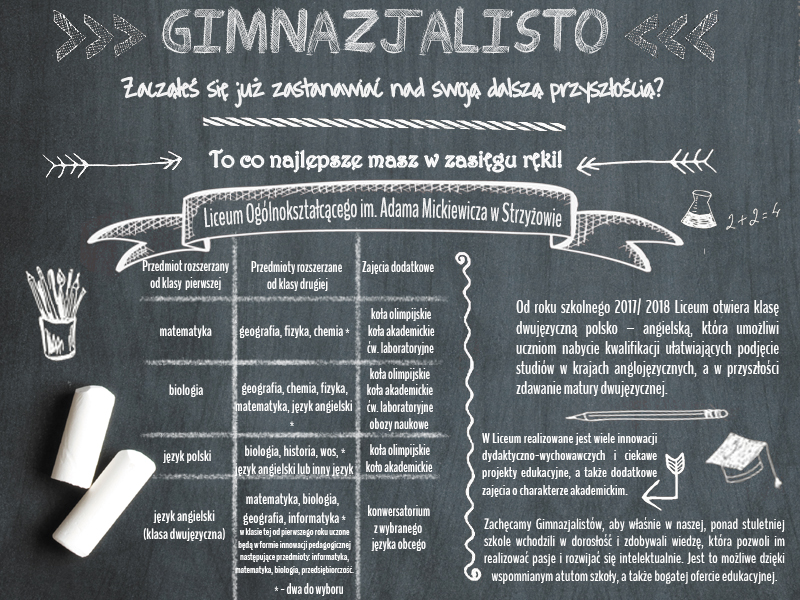 GIMNAZJALISTO
Zacząłeś się już zastanawiać nad swoją dalszą przyszłością?
To co najlepsze masz w zasięgu ręki!
Liceum Ogólnokształcącego im. Adama Mickiewicza w Strzyżowie
2+2=4
Przedmiot rozszerzany
od klasy pierwszej
Przedmioty rozszerzane
od klasy drugiej
Zajęcia dodatkowe
matematyka
geografia, fizyka, chemia *
koła olimpijskie
koła akademickie
ćw. laboratoryjne
biologia
geografia, chemia, fizyka,
matematyka, język angielski
*
koła olimpijskie
koła akademickie
ćw. laboratoryjne
obozy naukowe
język polski
biologia, historia, wos, *
język angielski lub inny język
koła olimpijskie
koło akademickie
język angielski
(klasa dwujęzyczna)
matematyka, biologia,
geografia, informatyka *
w klasie tej od pierwszego roku uczone
będą w formie innowacji pedagogicznej
następujące przedmioty: informatyka,
matematyka, biologia, przedsiębiorczość.
* - dwa do wyboru
konwersatorium
z wybranego
języka obcego
Od roku szkolnego 2017/ 2018 Liceum otwiera klasę
dwujęzyczną polsko – angielską, która umożliwi
uczniom nabycie kwalifikacji ułatwiających podjęcie
studiów w krajach anglojęzycznych, a w przyszłości
zdawanie matury dwujęzycznej.
W Liceum realizowane jest wiele innowacji
dydaktyczno-wychowawczych i ciekawe
projekty edukacyjne, a także dodatkowe
zajęcia o charakterze akademickim.
Zachęcamy Gimnazjalistów, aby właśnie w naszej, ponad stuletniej
szkole wchodzili w dorosłość i zdobywali wiedzę, która pozwoli im
realizować pasje i rozwijać się intelektualnie. Jest to możliwe dzięki
wspomnianym atutom szkoły, a także bogatej ofercie edukacyjnej.